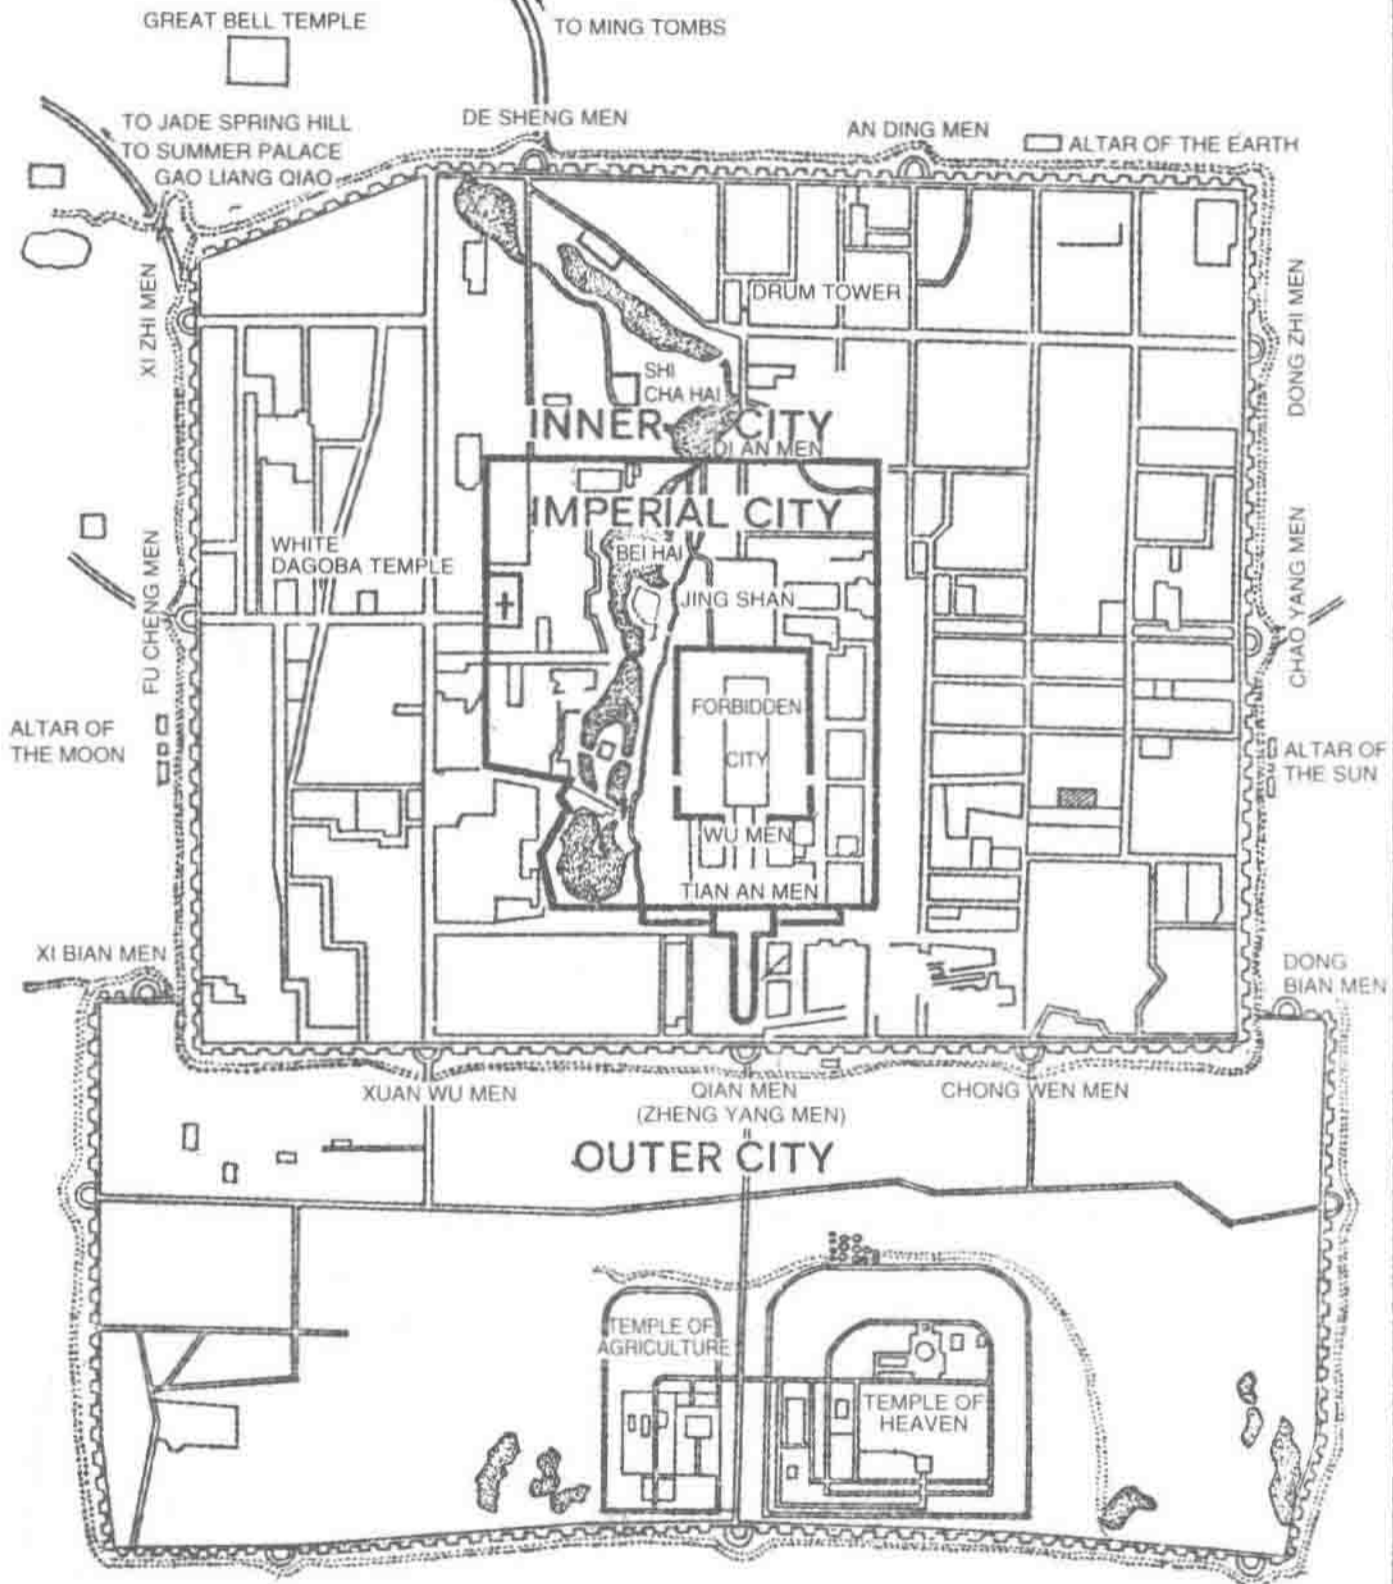 GREAT BELL TEMPLE
TO MING TOMBS
TO JADE SPRING HILL
TO SUMMER PALACE
GAO LIANG QIAO
DE SHENG MEN
AN DING MEN
ALTAR OF THE EARTH
XI ZHI MEN
DONG ZHI MEN
DRUM TOWER
SHI
CHA HAI
INNER CITY
DI AN MEN
IMPERIAL CITY
WHITE
DAGOBA TEMPLE
BEI HAI
JING SHAN
FU CHENG MEN
CHAO YANG MEN
FORBIDDEN
CITY
ALTAR OF
THE MOON
ALTAR OF
THE SUN
WU MEN
TIAN AN MEN
XI BIAN MEN
DONG
BIAN MEN
XUAN WU MEN
QIAN MEN
(ZHENG YANG MEN)
CHONG WEN MEN
OUTER CITY
TEMPLE OF
AGRICULTURE
TEMPLE OF
HEAVEN